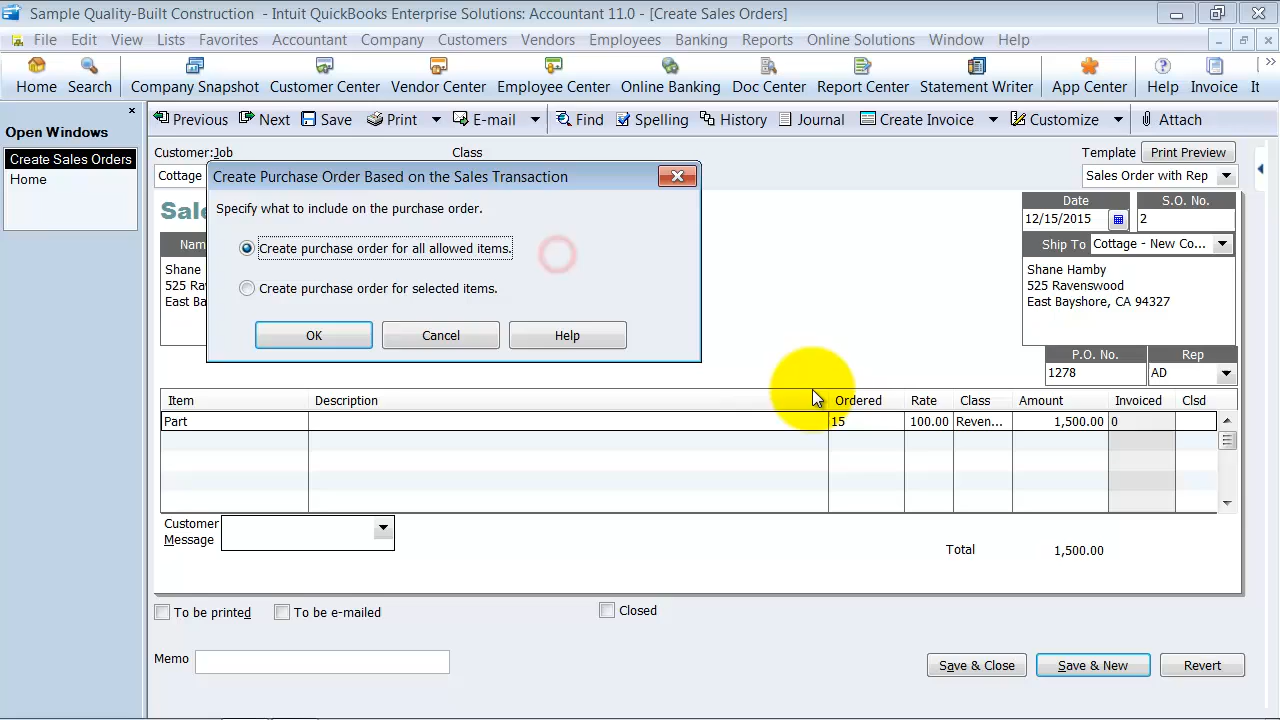 Sample Quality-Built Construction - Intuit QuickBooks Enterprise Solutions: Accountant 11.0 - [Create Sales Orders]
File Edit View Lists Favorites Accountant Company Customers Vendors Employees Banking Reports Online Solutions Window Help
Home Search Company Snapshot Customer Center Vendor Center Employee Center Online Banking Doc Center Report Center Statement Writer App Center Help Invoice It
Open Windows
Create Sales Orders
Home
Previous Next Save Print E-mail Find Spelling History Journal Create Invoice Customize Attach
Customer:Job Class Template Print Preview
Cottage Sales Order with Rep
Create Purchase Order Based on the Sales Transaction
Specify what to include on the purchase order.
Create purchase order for all allowed items.
Create purchase order for selected items.
OK Cancel Help
Sale
Date S.O. No.
12/15/2015 2
Nam
Ship To Cottage - New Co...
Shane
525 Ra
East Ba
Shane Hamby
525 Ravenswood
East Bayshore, CA 94327
P.O. No. Rep
1278 AD
Item Description Ordered Rate Class Amount Invoiced Clsd
Part 15 100.00 Reven... 1,500.00 0
Customer
Message
Total 1,500.00
To be printed To be e-mailed Closed
Memo
Save & Close Save & New Revert